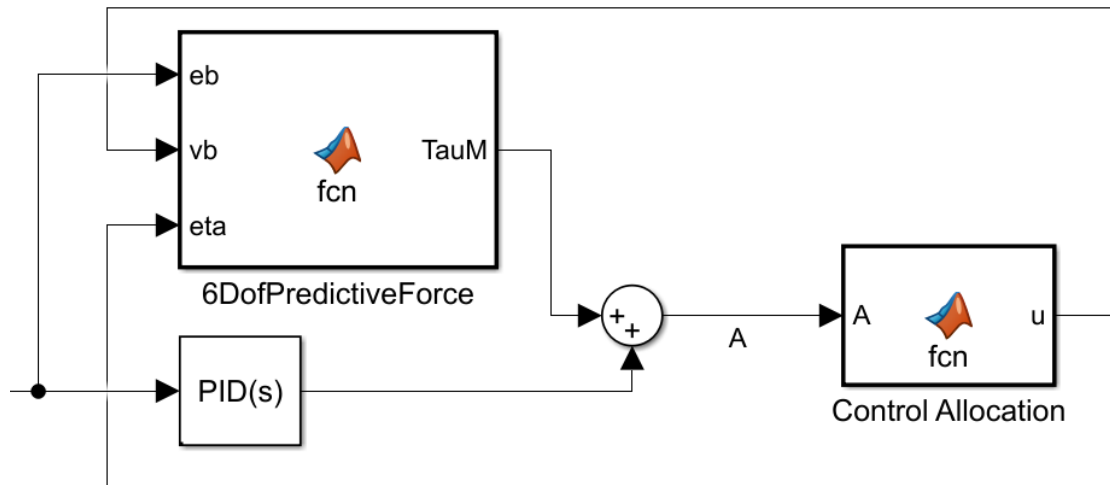 eb
vb
TauM
fcn
eta
6DofPredictiveForce
+
+
A
A
u
fcn
PID(s)
Control Allocation